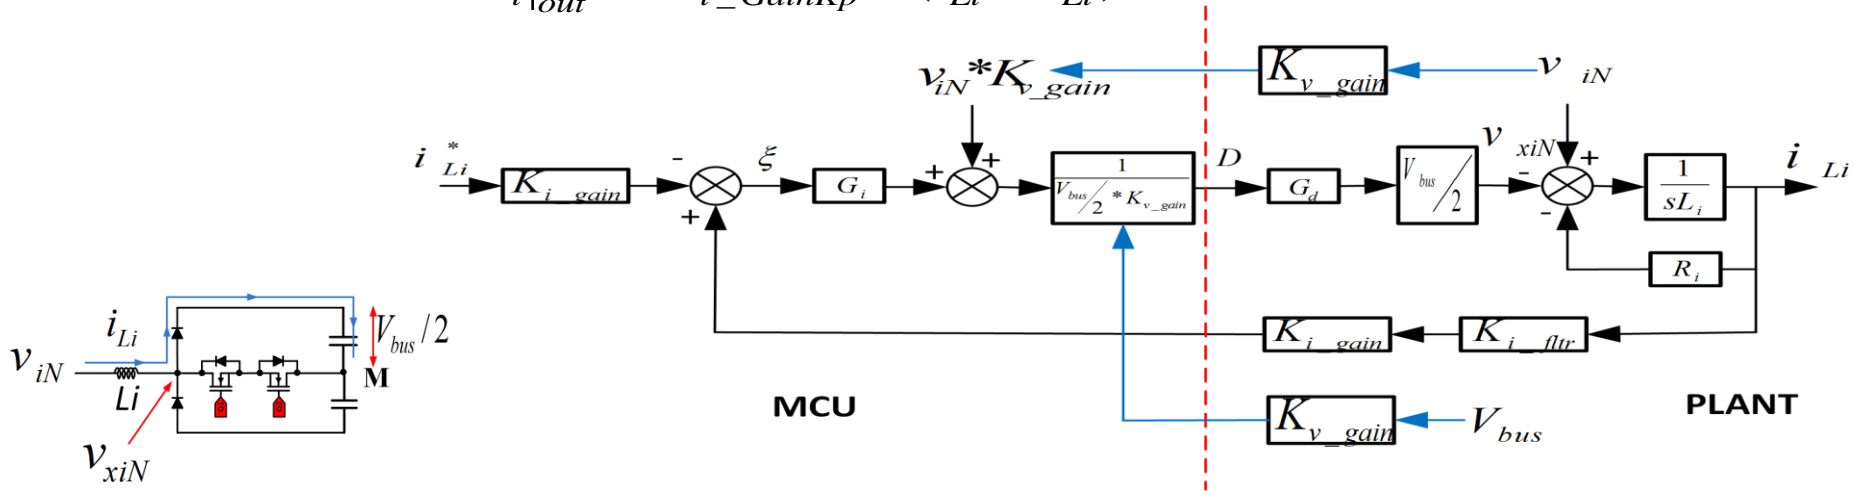 v_iN * K_v_gain
K_v_gain
v_iN
i*_Li
K_i_gain
-
+
ξ
G_i
+
+
1
V_bus/2 * K_v_gain
D
G_d
V_bus/2
v_xiN
+
-
-
1
sL_i
i_Li
R_i
K_i_gain
K_i_fltr
K_v_gain
V_bus
MCU
PLANT
i_Li
V_bus/2
v_iN
Li
M
v_xiN